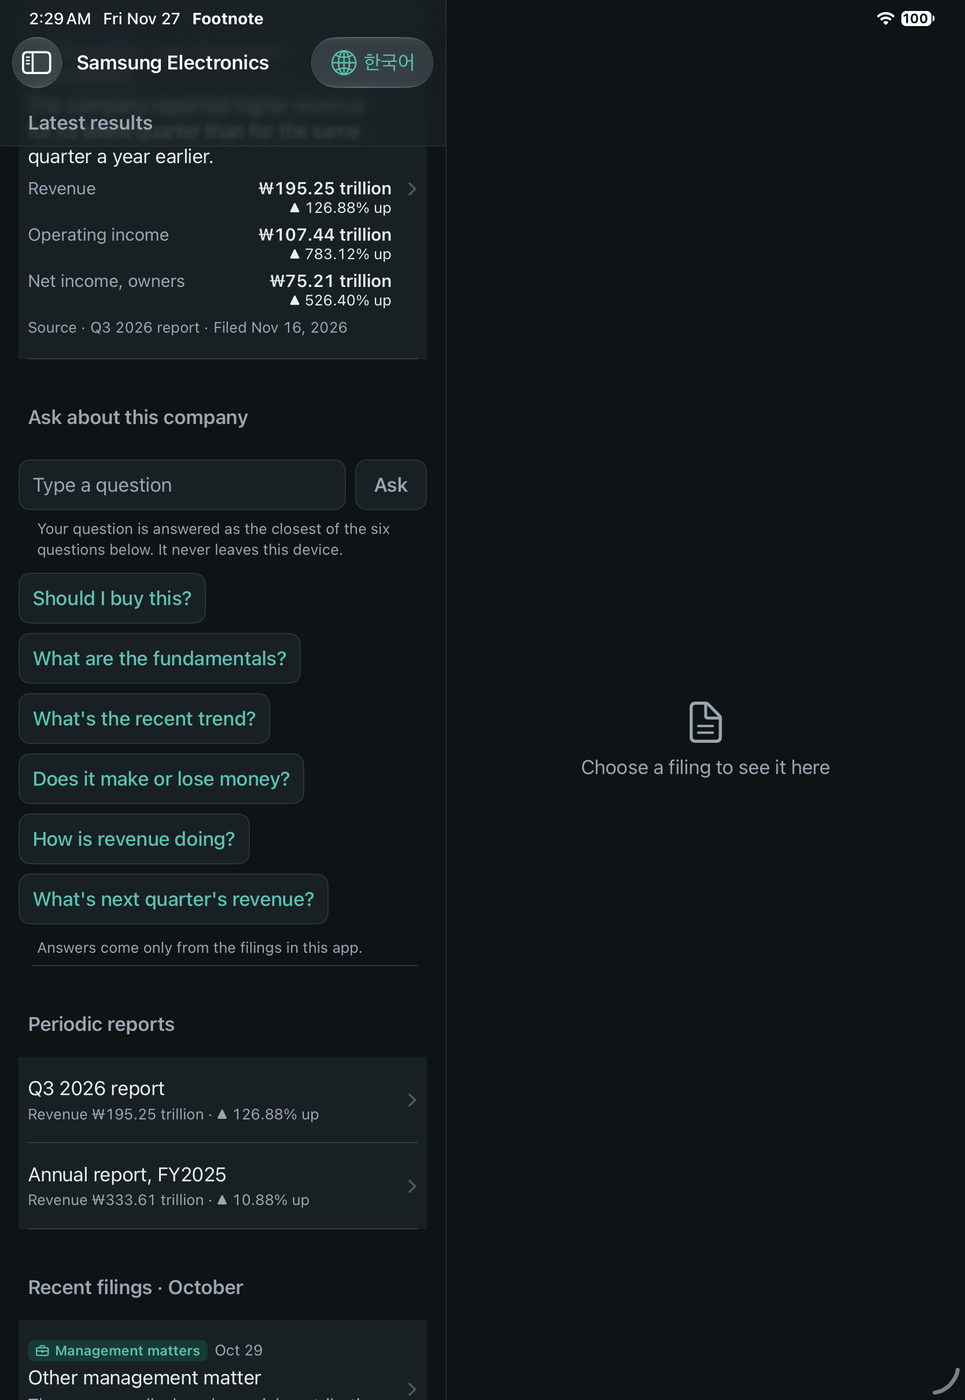 2:29 AM Fri Nov 27 Footnote
100
Samsung Electronics
한국어
Latest results
quarter a year earlier.
Revenue ₩195.25 trillion
▲ 126.88% up
Operating income ₩107.44 trillion
▲ 783.12% up
Net income, owners ₩75.21 trillion
▲ 526.40% up
Source · Q3 2026 report · Filed Nov 16, 2026
Ask about this company
Type a question
Ask
Your question is answered as the closest of the six
questions below. It never leaves this device.
Should I buy this?
What are the fundamentals?
What's the recent trend?
Does it make or lose money?
How is revenue doing?
What's next quarter's revenue?
Answers come only from the filings in this app.
Periodic reports
Q3 2026 report
Revenue ₩195.25 trillion · ▲ 126.88% up
Annual report, FY2025
Revenue ₩333.61 trillion · ▲ 10.88% up
Recent filings · October
Management matters Oct 29
Other management matter
Choose a filing to see it here